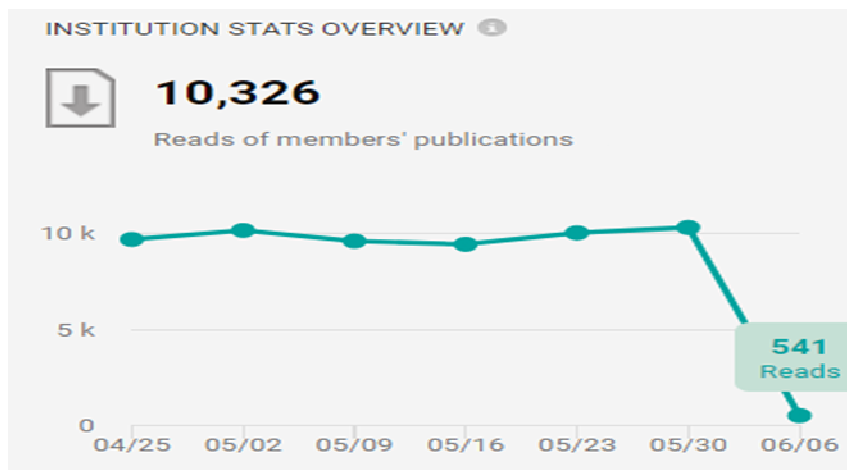 INSTITUTION STATS OVERVIEW i
10,326
Reads of members' publications
10 k
5 k
541
Reads
0
04/25 05/02 05/09 05/16 05/23 05/30 06/06